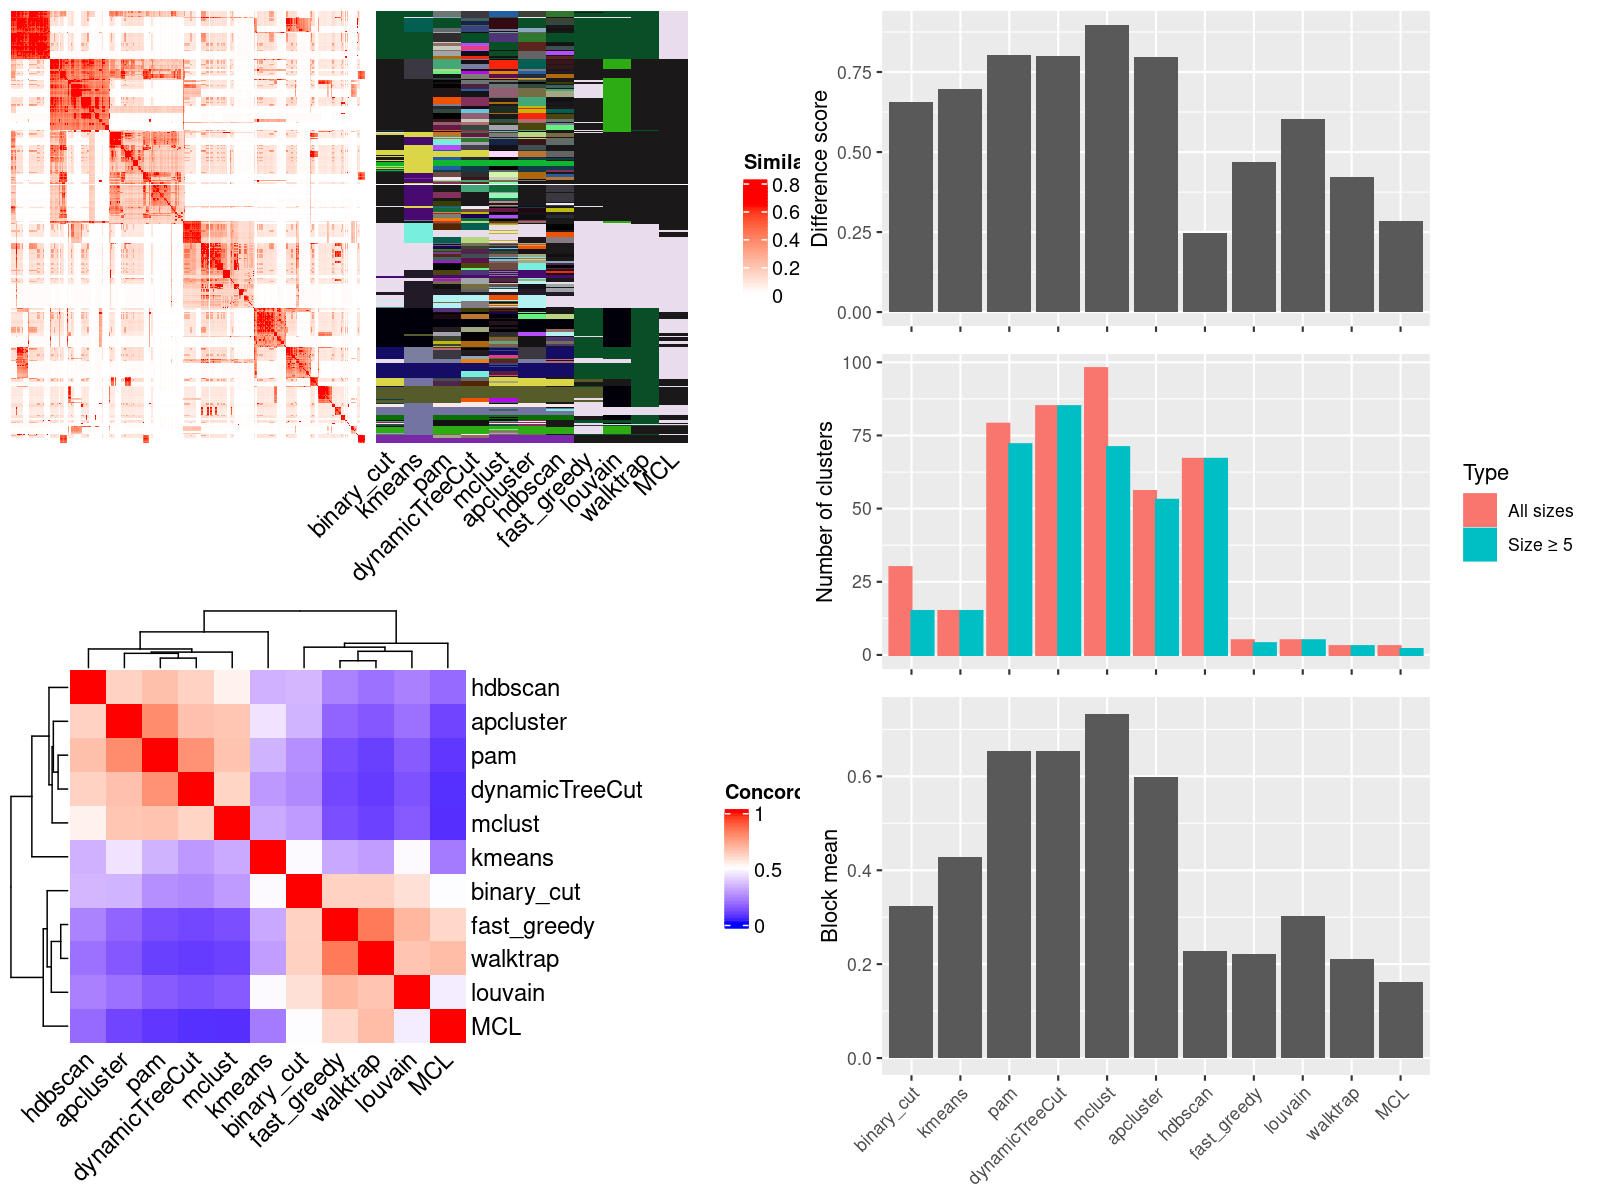 Simila
0.8
0.6
0.4
0.2
0
binary_cut
kmeans
pam
dynamicTreeCut
mclust
apcluster
hdbscan
fast_greedy
louvain
walktrap
MCL
hdbscan
apcluster
pam
dynamicTreeCut
mclust
kmeans
binary_cut
fast_greedy
walktrap
louvain
MCL
hdbscan
apcluster
pam
dynamicTreeCut
mclust
kmeans
binary_cut
fast_greedy
walktrap
louvain
MCL
Concord
1
0.5
0
Difference score
0.75
0.50
0.25
0.00
Number of clusters
100
75
50
25
0
Type
All sizes
Size ≥ 5
Block mean
0.6
0.4
0.2
0.0
binary_cut
kmeans
pam
dynamicTreeCut
mclust
apcluster
hdbscan
fast_greedy
louvain
walktrap
MCL